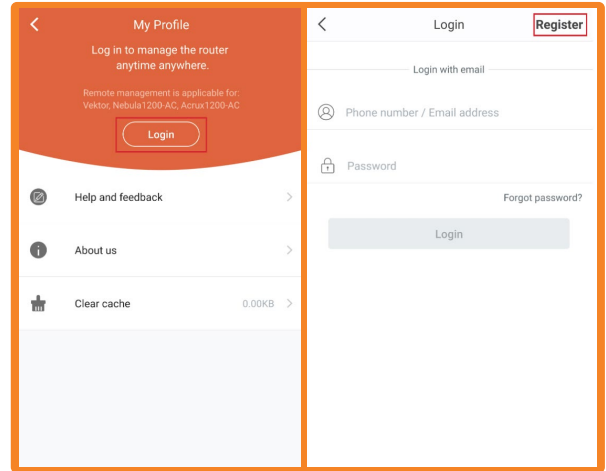 My Profile
Log in to manage the router
anytime anywhere.
Remote management is applicable for:
Vektor, Nebula1200-AC, Acrux1200-AC
Login
Help and feedback
About us
Clear cache 0.00KB
Login Register
Login with email
Phone number / Email address
Password
Forgot password?
Login